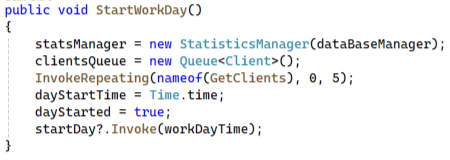 public void StartWorkDay()
{
    statsManager = new StatisticsManager(dataBaseManager);
    clientsQueue = new Queue<Client>();
    InvokeRepeating(nameof(GetClients), 0, 5);
    dayStartTime = Time.time;
    dayStarted = true;
    startDay?.Invoke(workDayTime);
}